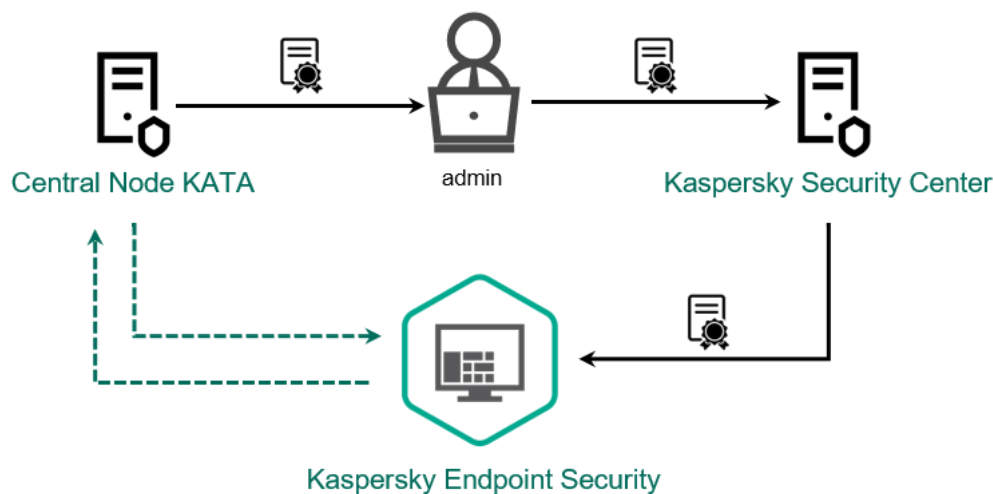 Central Node KATA
admin
Kaspersky Security Center
Kaspersky Endpoint Security